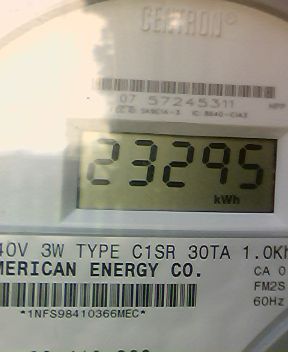 CENTRON®
07 57245311
23295
kWh
40V 3W TYPE C1SR 30TA 1.0Kh
MERICAN ENERGY CO.
CA 0
FM2S
60Hz
*1NFS98410366MEC*